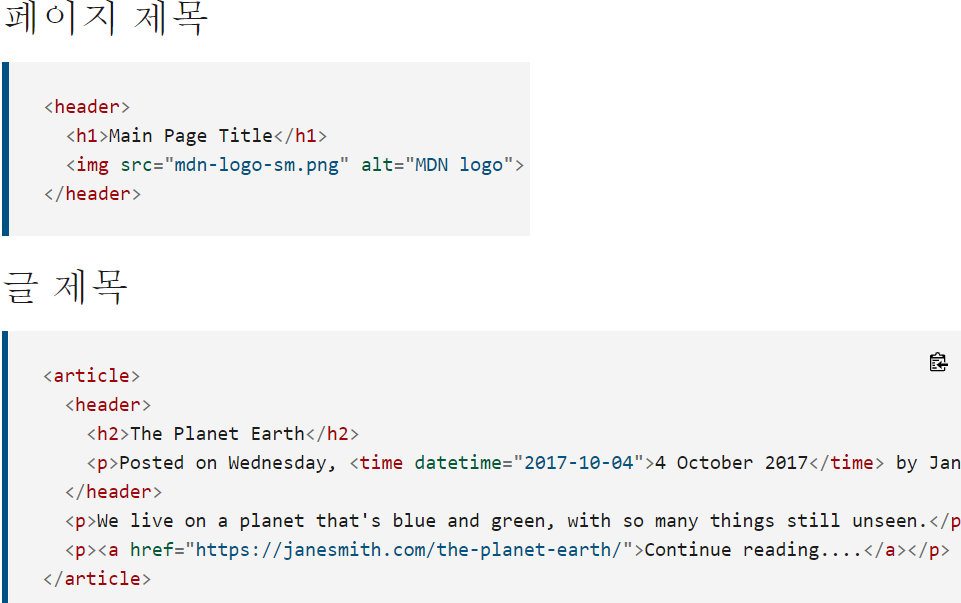 페이지 제목
<header>
<h1>Main Page Title</h1>
<img src="mdn-logo-sm.png" alt="MDN logo">
</header>
글 제목
<article>
<header>
<h2>The Planet Earth</h2>
<p>Posted on Wednesday, <time datetime="2017-10-04">4 October 2017</time> by Jan
</header>
<p>We live on a planet that's blue and green, with so many things still unseen.</p
<p><a href="https://janesmith.com/the-planet-earth/">Continue reading....</a></p>
</article>